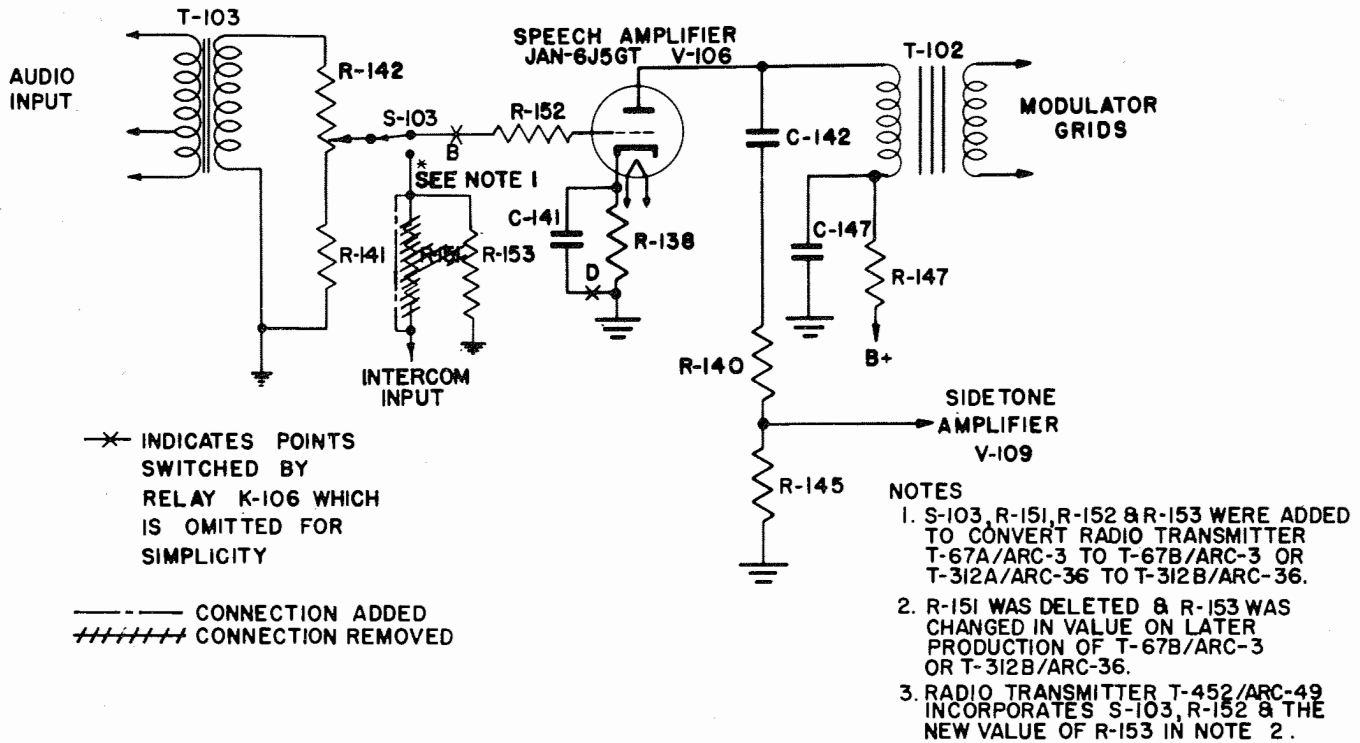 T-103
AUDIO
INPUT
R-142
S-103
B
* SEE NOTE 1
R-141
R-151
R-153
INTERCOM
INPUT
SPEECH AMPLIFIER
JAN-6J5GT V-106
R-152
C-141
R-138
D
T-102
C-142
MODULATOR
GRIDS
C-147
R-147
B+
R-140
SIDETONE
AMPLIFIER
V-109
R-145
-X- INDICATES POINTS
SWITCHED BY
RELAY K-106 WHICH
IS OMITTED FOR
SIMPLICITY
CONNECTION ADDED
CONNECTION REMOVED
NOTES
1. S-103, R-151, R-152 & R-153 WERE ADDED
TO CONVERT RADIO TRANSMITTER
T-67A/ARC-3 TO T-67B/ARC-3 OR
T-312A/ARC-36 TO T-312B/ARC-36.
2. R-151 WAS DELETED & R-153 WAS
CHANGED IN VALUE ON LATER
PRODUCTION OF T-67B/ARC-3
OR T-312B/ARC-36.
3. RADIO TRANSMITTER T-452/ARC-49
INCORPORATES S-103, R-152 & THE
NEW VALUE OF R-153 IN NOTE 2.